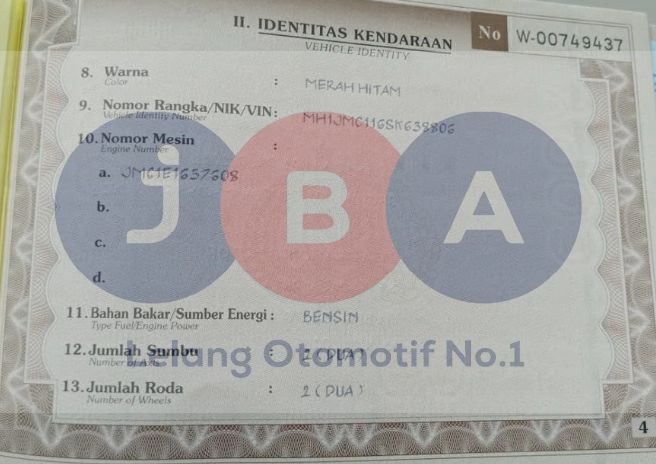 II. IDENTITAS KENDARAAN No W-00749437
VEHICLE IDENTITY
8. Warna : MERAH HITAM
Color
9. Nomor Rangka/NIK/VIN: MH1JMC116SK638806
Vehicle Identity Number
10. Nomor Mesin :
Engine Number
a. JMC1E1637608
b.
JBA
c.
d.
11. Bahan Bakar/Sumber Energi : BENSIN
Type Fuel/Engine Power
12. Jumlah Sumbu : 2 (DUA)
Number of Axles
Lelang Otomotif No.1
13. Jumlah Roda : 2 (DUA)
Number of Wheels
4